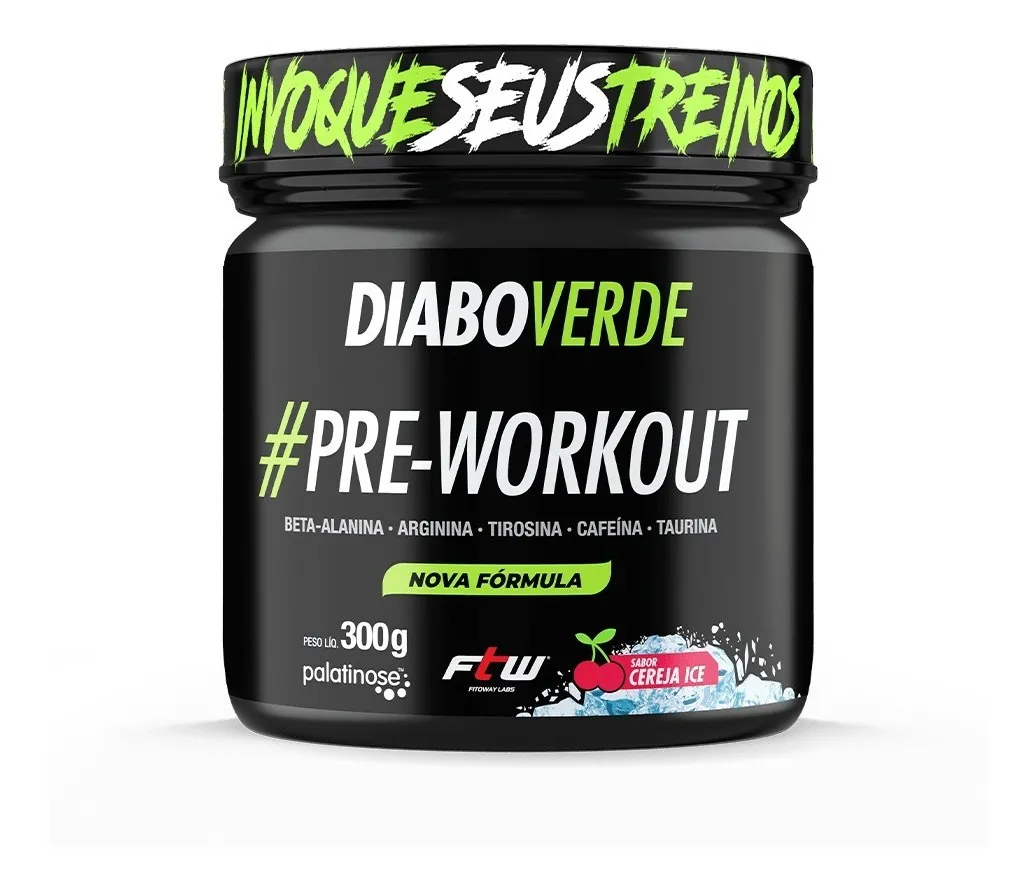 INVOQUESEUSTREINOS
DIABOVERDE
#PRE-WORKOUT
BETA-ALANINA · ARGININA · TIROSINA · CAFEÍNA · TAURINA
NOVA FÓRMULA
PESO LÍQ. 300g
palatinose™
FTW®
FITOWAY LABS
SABOR
CEREJA ICE